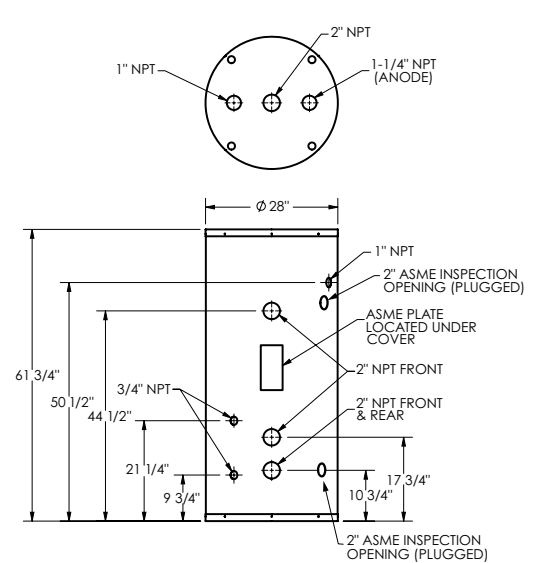 2" NPT
1" NPT
1-1/4" NPT
(ANODE)
Ø 28"
1" NPT
2" ASME INSPECTION
OPENING (PLUGGED)
ASME PLATE
LOCATED UNDER
COVER
61 3/4"
50 1/2"
44 1/2"
3/4" NPT
2" NPT FRONT
2" NPT FRONT
& REAR
21 1/4"
9 3/4"
17 3/4"
10 3/4"
2" ASME INSPECTION
OPENING (PLUGGED)